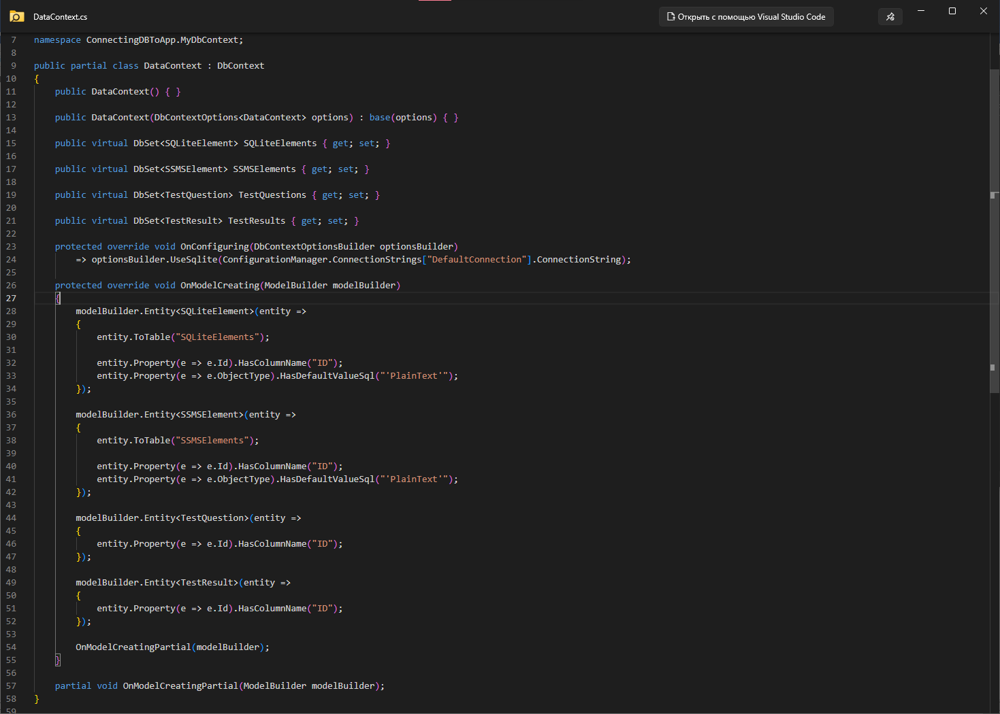 DataContext.cs
Открыть с помощью Visual Studio Code
7 namespace ConnectingDBToApp.MyDbContext;
8
9 public partial class DataContext : DbContext
10 {
11     public DataContext() { }
12
13     public DataContext(DbContextOptions<DataContext> options) : base(options) { }
14
15     public virtual DbSet<SQLiteElement> SQLiteElements { get; set; }
16
17     public virtual DbSet<SSMSElement> SSMSElements { get; set; }
18
19     public virtual DbSet<TestQuestion> TestQuestions { get; set; }
20
21     public virtual DbSet<TestResult> TestResults { get; set; }
22
23     protected override void OnConfiguring(DbContextOptionsBuilder optionsBuilder)
24         => optionsBuilder.UseSqlite(ConfigurationManager.ConnectionStrings["DefaultConnection"].ConnectionString);
25
26     protected override void OnModelCreating(ModelBuilder modelBuilder)
27     {
28         modelBuilder.Entity<SQLiteElement>(entity =>
29         {
30             entity.ToTable("SQLiteElements");
31
32             entity.Property(e => e.Id).HasColumnName("ID");
33             entity.Property(e => e.ObjectType).HasDefaultValueSql("'PlainText'");
34         });
35
36         modelBuilder.Entity<SSMSElement>(entity =>
37         {
38             entity.ToTable("SSMSElements");
39
40             entity.Property(e => e.Id).HasColumnName("ID");
41             entity.Property(e => e.ObjectType).HasDefaultValueSql("'PlainText'");
42         });
43
44         modelBuilder.Entity<TestQuestion>(entity =>
45         {
46             entity.Property(e => e.Id).HasColumnName("ID");
47         });
48
49         modelBuilder.Entity<TestResult>(entity =>
50         {
51             entity.Property(e => e.Id).HasColumnName("ID");
52         });
53
54         OnModelCreatingPartial(modelBuilder);
55     }
56
57     partial void OnModelCreatingPartial(ModelBuilder modelBuilder);
58 }
59